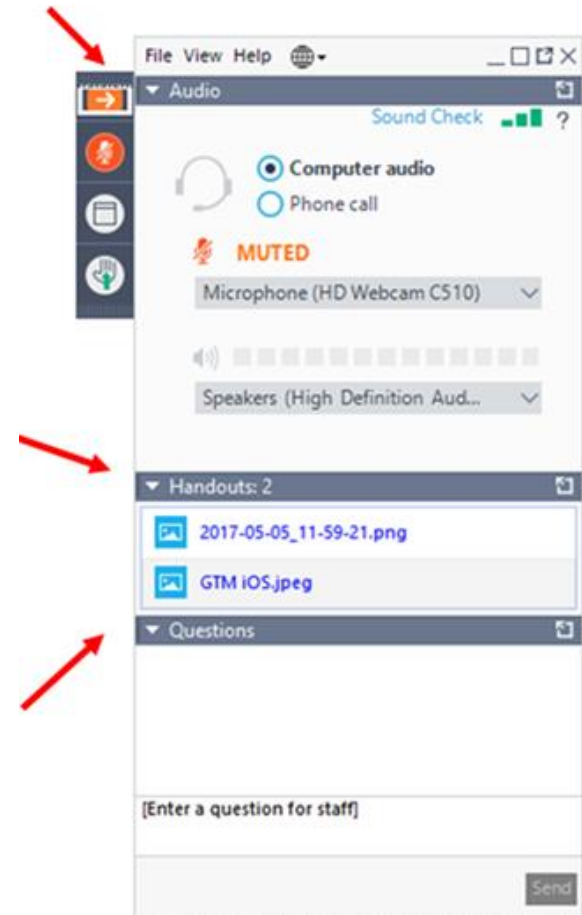 File View Help
Audio
Sound Check ?
Computer audio
Phone call
MUTED
Microphone (HD Webcam C510)
Speakers (High Definition Aud...
Handouts: 2
2017-05-05_11-59-21.png
GTM iOS.jpeg
Questions
[Enter a question for staff]
Send